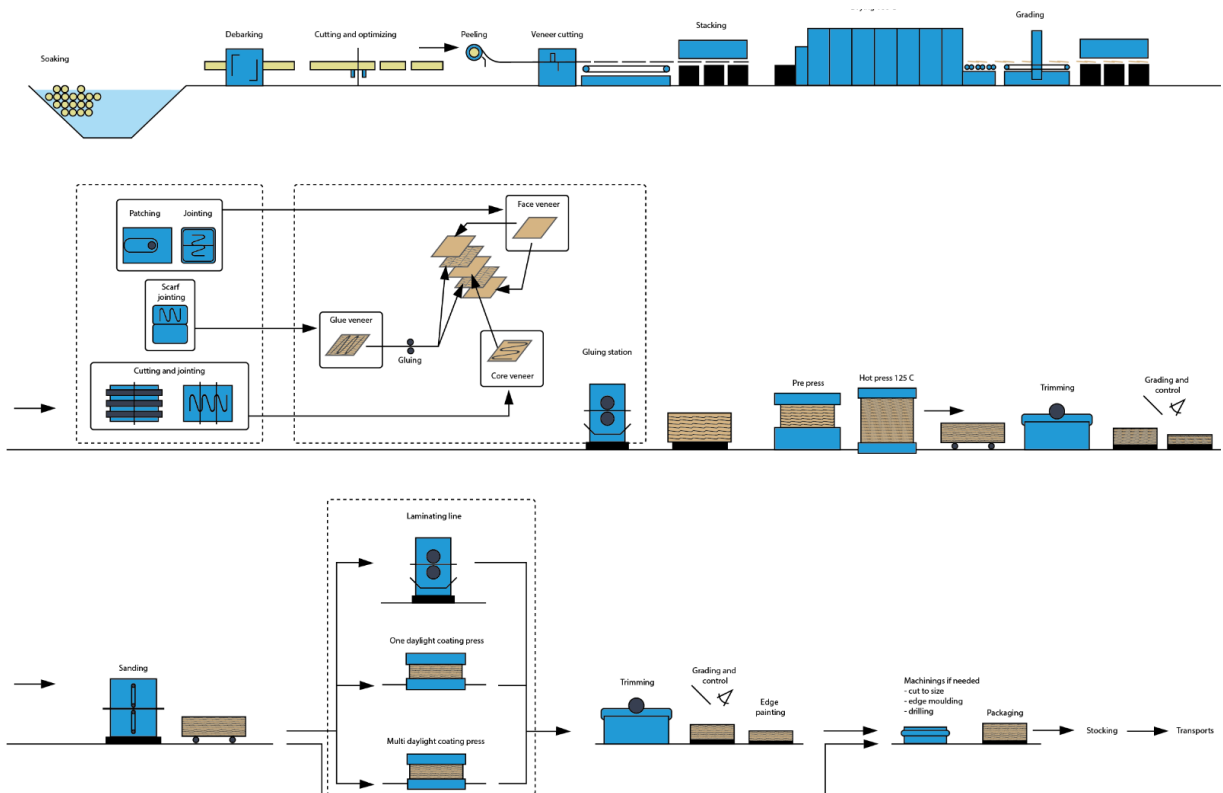 Soaking
Debarking
Cutting and optimizing
Peeling
Veneer cutting
Stacking
Grading
Patching
Jointing
Scarf
jointing
Cutting and jointing
Face veneer
Glue veneer
Gluing
Core veneer
Gluing station
Pre press
Hot press 125 C
Trimming
Grading and
control
Sanding
Laminating line
One daylight coating press
Multi daylight coating press
Trimming
Grading and
control
Edge
painting
Machinings if needed
- cut to size
- edge moulding
- drilling
Packaging
Stocking
Transports